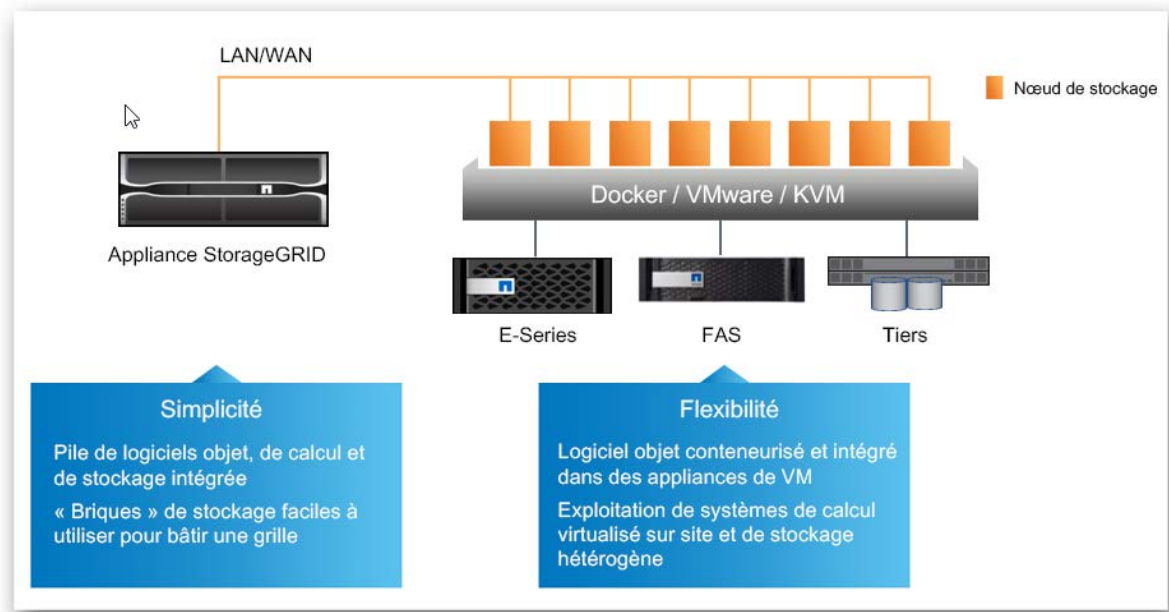 LAN/WAN
Nœud de stockage
Docker / VMware / KVM
Appliance StorageGRID
E-Series
FAS
Tiers
Simplicité
Pile de logiciels objet, de calcul et
de stockage intégrée
« Briques » de stockage faciles à
utiliser pour bâtir une grille
Flexibilité
Logiciel objet conteneurisé et intégré
dans des appliances de VM
Exploitation de systèmes de calcul
virtualisé sur site et de stockage
hétérogène